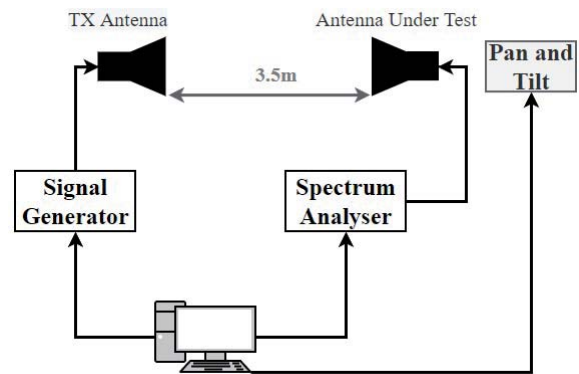 TX Antenna
Antenna Under Test
3.5m
Pan and
Tilt
Signal
Generator
Spectrum
Analyser